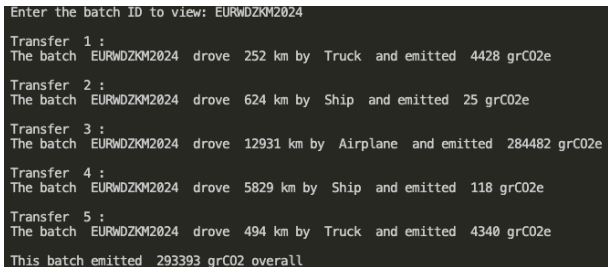 Enter the batch ID to view: EURWDZKM2024
Transfer 1 :
The batch EURWDZKM2024 drove 252 km by Truck and emitted 4428 grCO2e
Transfer 2 :
The batch EURWDZKM2024 drove 624 km by Ship and emitted 25 grCO2e
Transfer 3 :
The batch EURWDZKM2024 drove 12931 km by Airplane and emitted 284482 grCO2e
Transfer 4 :
The batch EURWDZKM2024 drove 5829 km by Ship and emitted 118 grCO2e
Transfer 5 :
The batch EURWDZKM2024 drove 494 km by Truck and emitted 4340 grCO2e
This batch emitted 293393 grCO2 overall